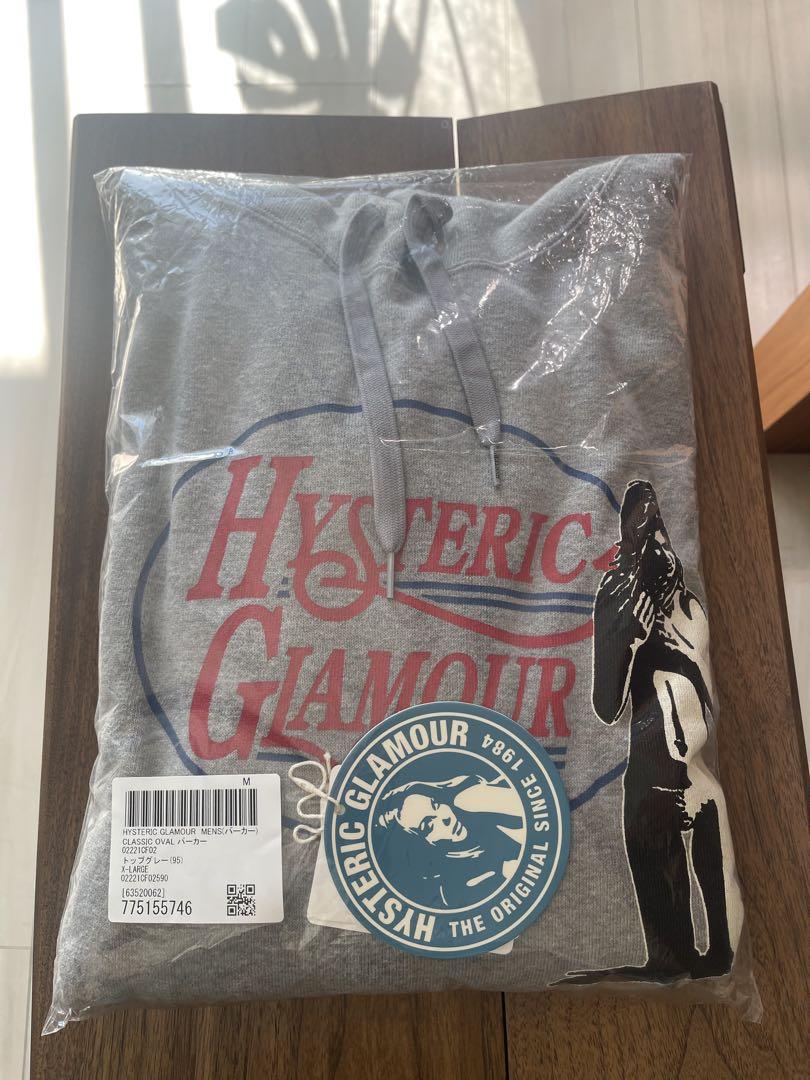 HYSTERIC
GLAMOUR
HYSTERIC GLAMOUR
THE ORIGINAL SINCE 1984
M
HYSTERIC GLAMOUR MENS(パーカー)
CLASSIC OVAL パーカー
02221CF02
トップグレー(95)
X-LARGE
02221CF02590
[63520062]
775155746